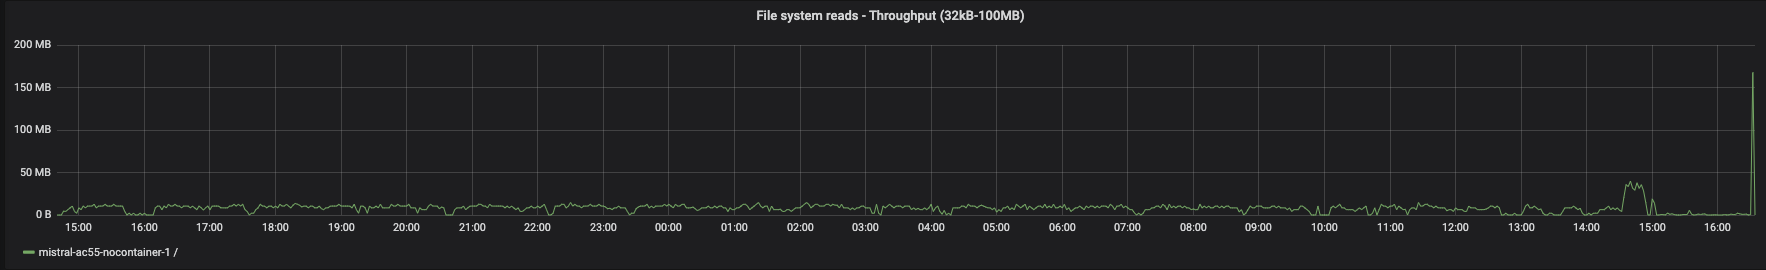 File system reads - Throughput (32kB-100MB)
200 MB
150 MB
100 MB
50 MB
0 B
15:00 16:00 17:00 18:00 19:00 20:00 21:00 22:00 23:00 00:00 01:00 02:00 03:00 04:00 05:00 06:00 07:00 08:00 09:00 10:00 11:00 12:00 13:00 14:00 15:00 16:00
mistral-ac55-nocontainer-1 /